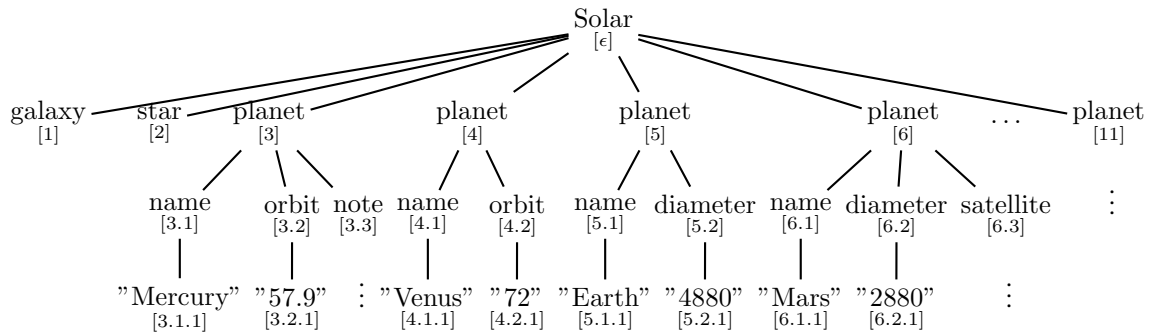 Solar
[ϵ]
galaxy star planet planet planet planet ... planet
[1] [2] [3] [4] [5] [6] [11]
name orbit note name orbit name diameter name diameter satellite ⋮
[3.1] [3.2] [3.3] [4.1] [4.2] [5.1] [5.2] [6.1] [6.2] [6.3]
”Mercury” ”57.9” ⋮ ”Venus” ”72” ”Earth” ”4880” ”Mars” ”2880” ⋮
[3.1.1] [3.2.1] [4.1.1] [4.2.1] [5.1.1] [5.2.1] [6.1.1] [6.2.1]